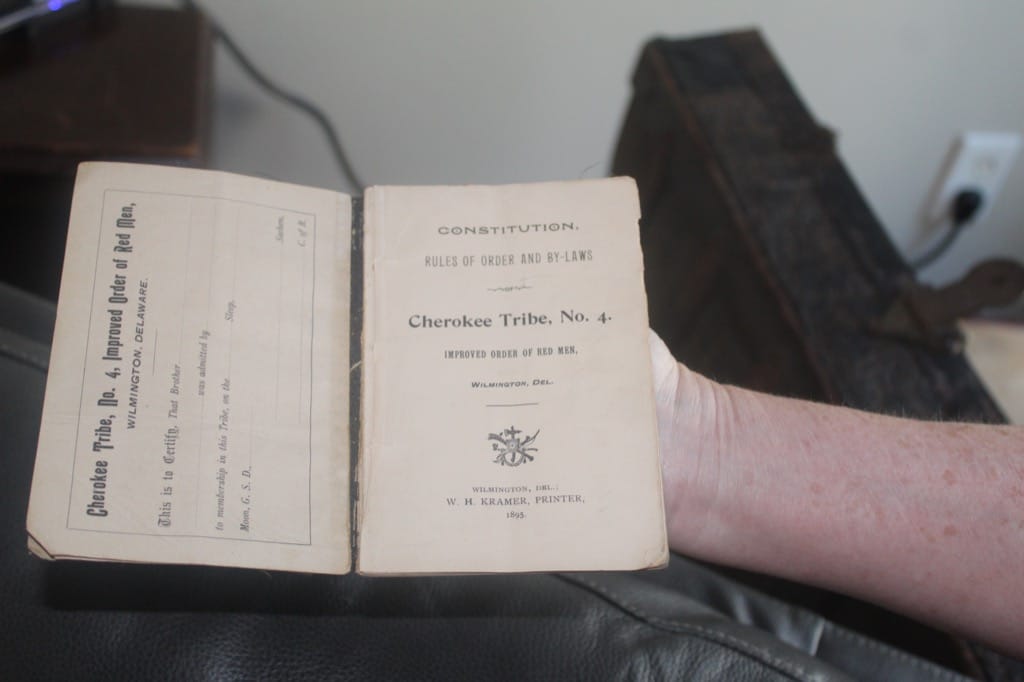 Cherokee Tribe, No. 4, Improved Order of Red Men,
WILMINGTON, DELAWARE.
This is to Certify, That Brother
was admitted by
to membership in this Tribe, on the Sleep,
Moon, G. S. D.
Sachem.
C. of R.
CONSTITUTION,
RULES OF ORDER AND BY-LAWS
OF
Cherokee Tribe, No. 4.
IMPROVED ORDER OF RED MEN,
WILMINGTON, DEL.
WILMINGTON, DEL.:
W. H. KRAMER, PRINTER,
1895.